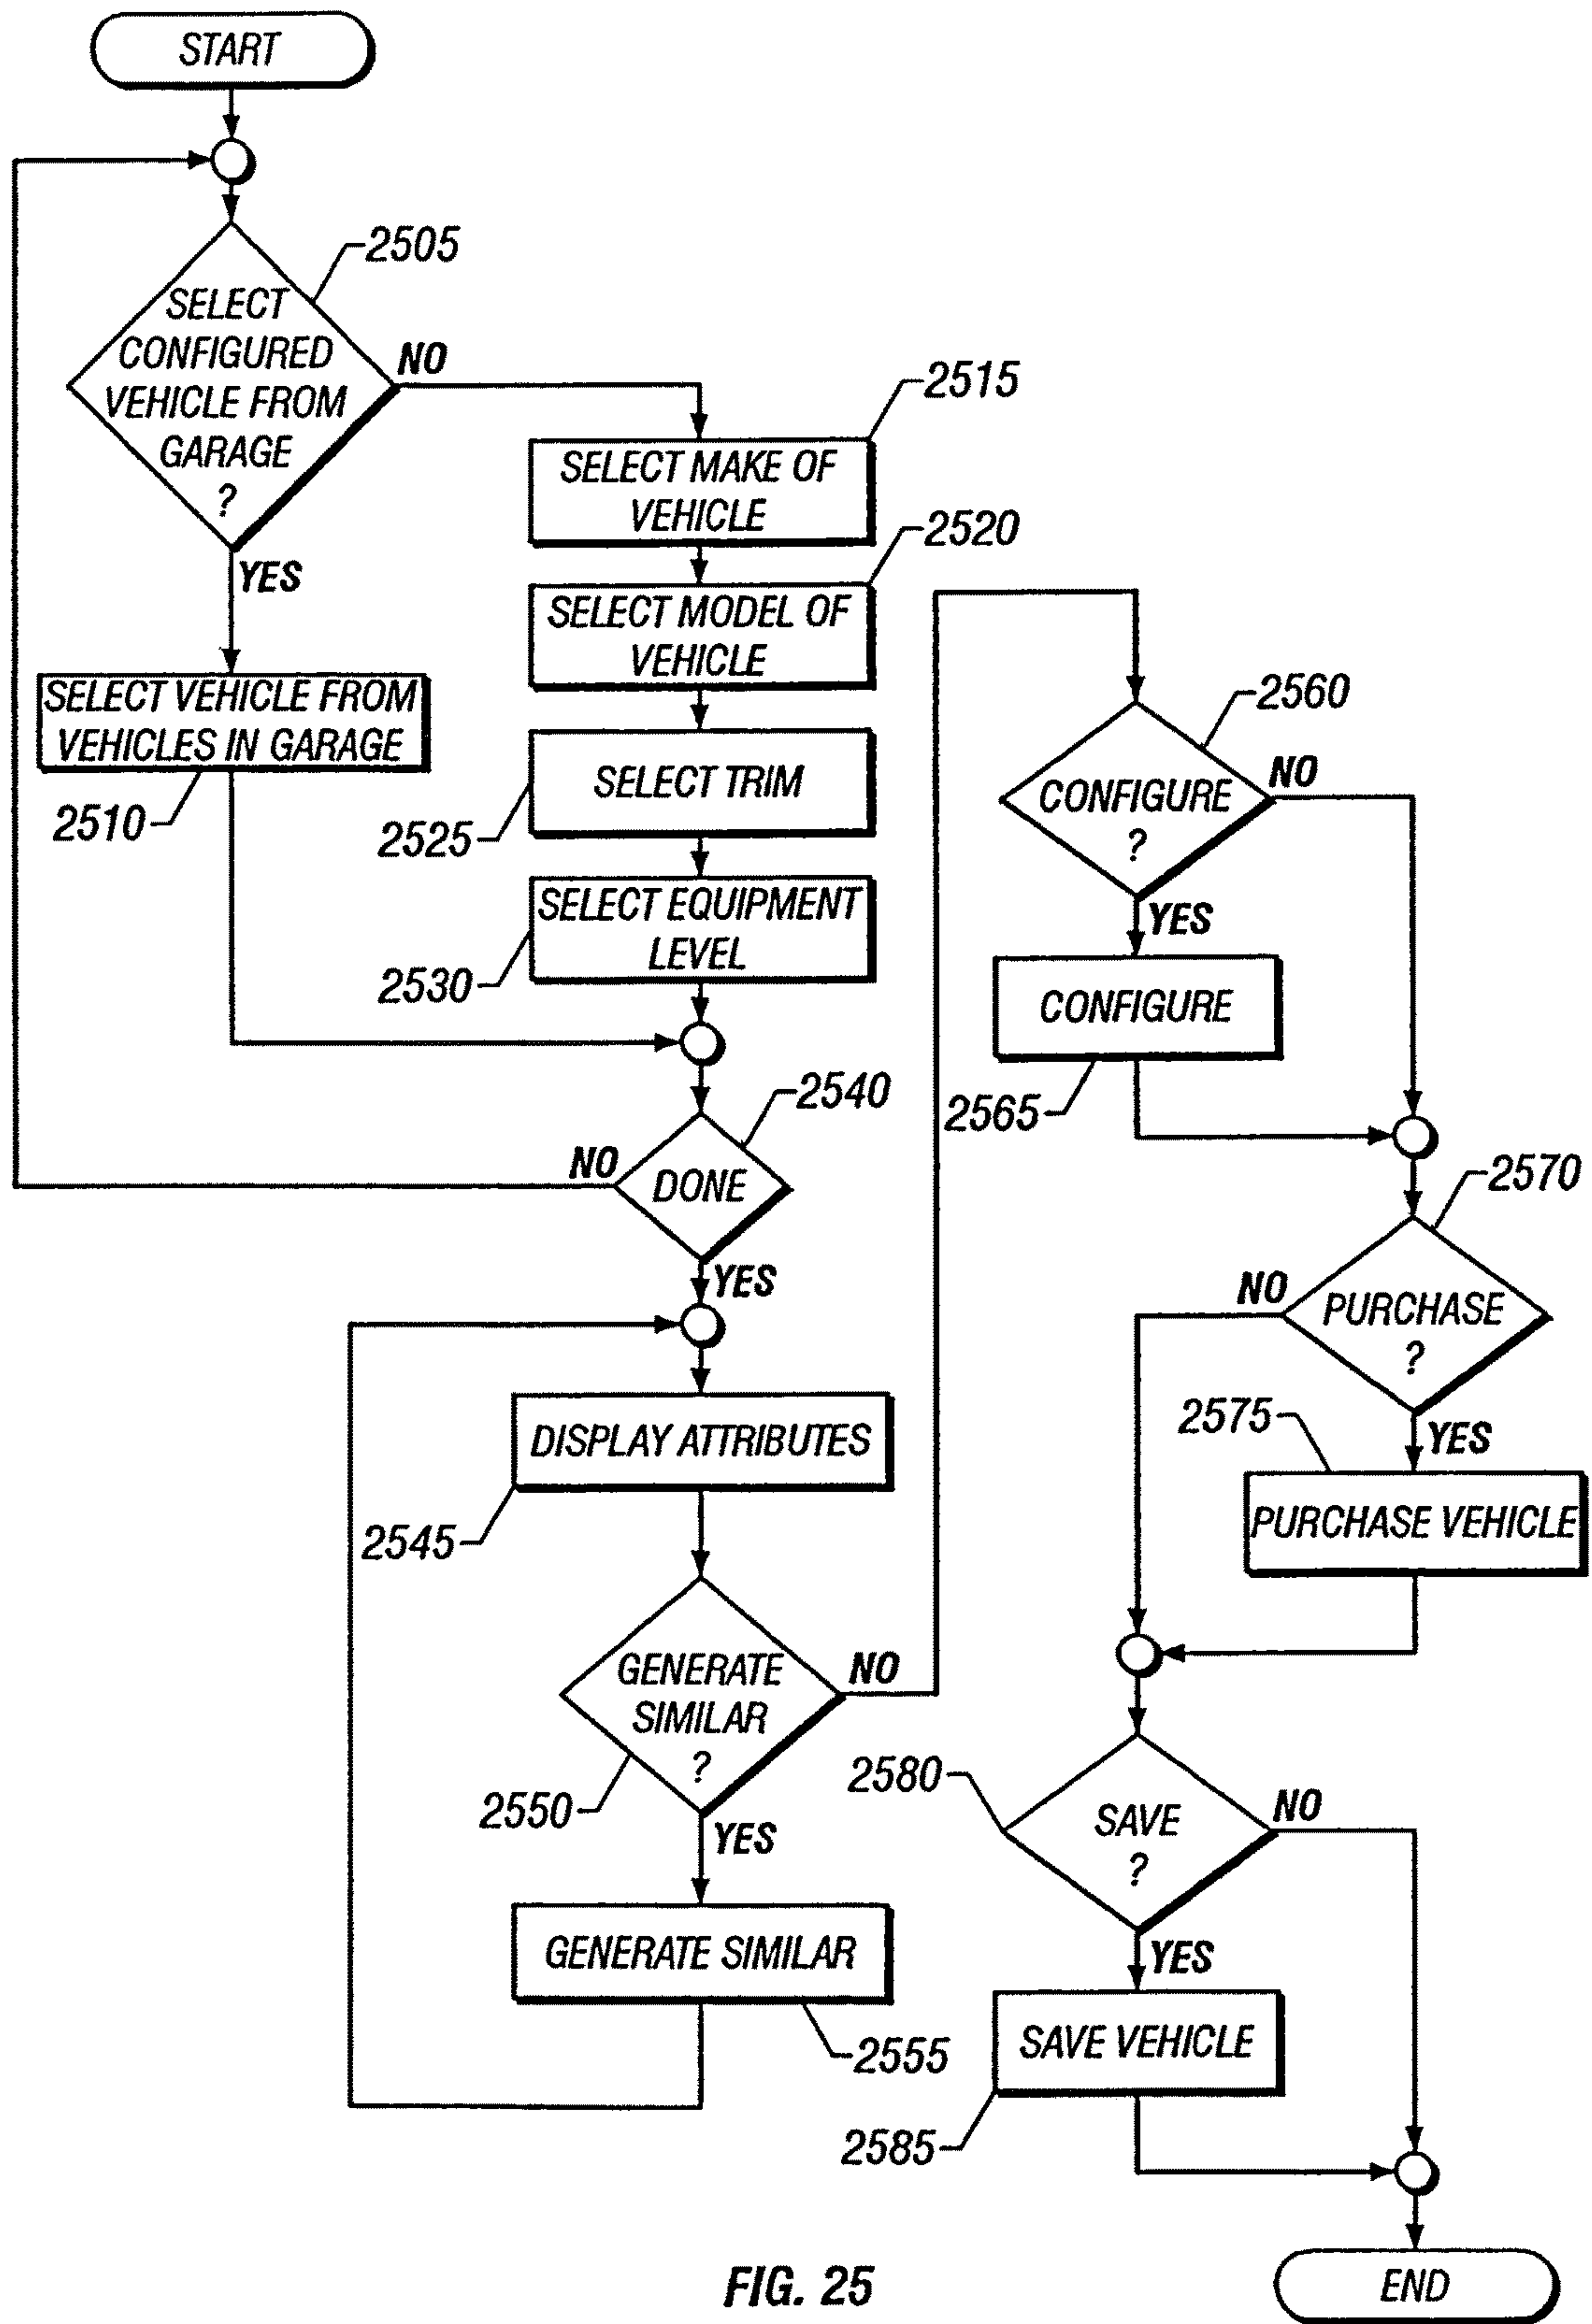 START
2505
SELECT
CONFIGURED
VEHICLE FROM
GARAGE
?
NO
YES
SELECT VEHICLE FROM
VEHICLES IN GARAGE
2510
2515
SELECT MAKE OF
VEHICLE
2520
SELECT MODEL OF
VEHICLE
SELECT TRIM
2525
SELECT EQUIPMENT
LEVEL
2530
2540
DONE
NO
YES
DISPLAY ATTRIBUTES
2545
GENERATE
SIMILAR
?
NO
2550
YES
GENERATE SIMILAR
2555
2560
CONFIGURE
?
NO
YES
CONFIGURE
2565
2570
PURCHASE
?
NO
YES
2575
PURCHASE VEHICLE
2580
SAVE
?
NO
YES
SAVE VEHICLE
2585
END
FIG. 25